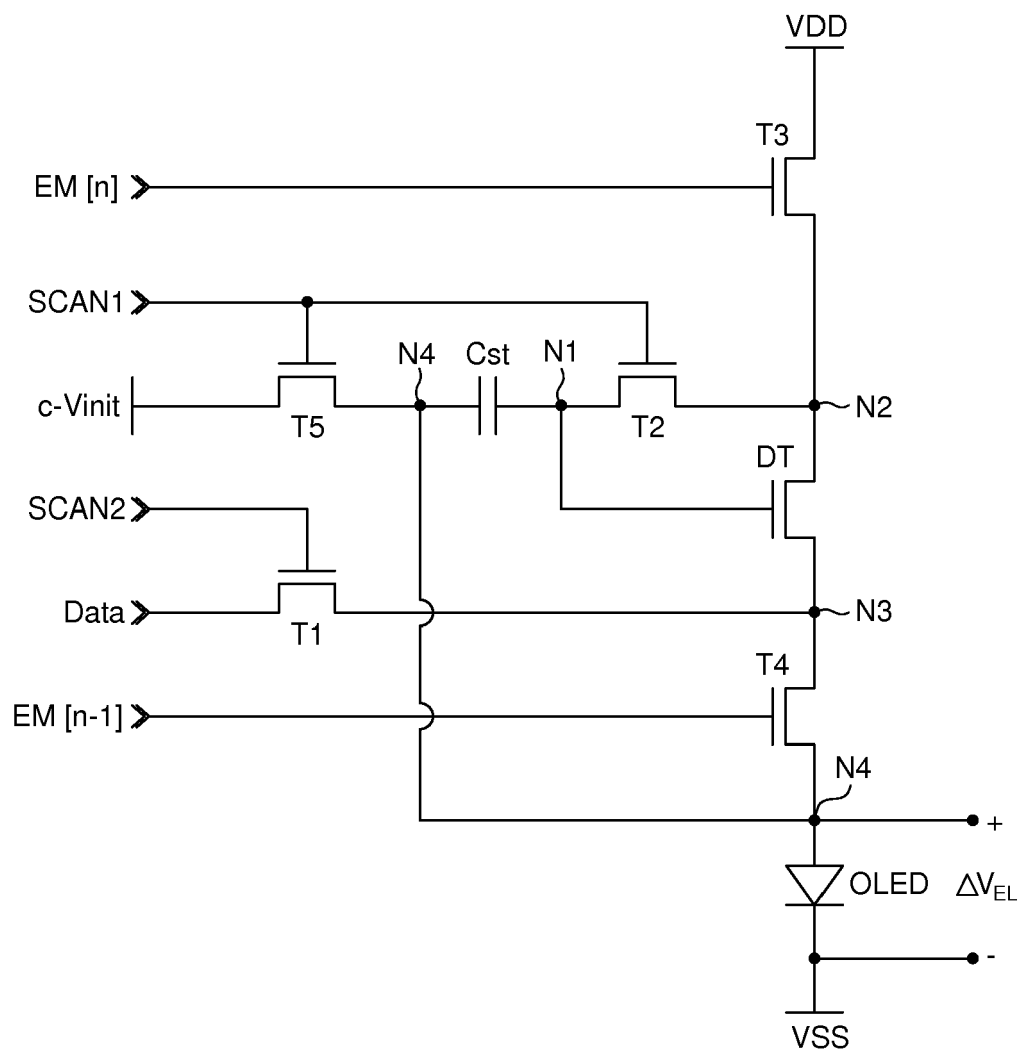 VDD
T3
EM [n]
SCAN1
N4 Cst N1
c-Vinit
T5
T2
N2
DT
SCAN2
Data
T1
N3
T4
EM [n-1]
N4
+
OLED ΔVEL
-
VSS